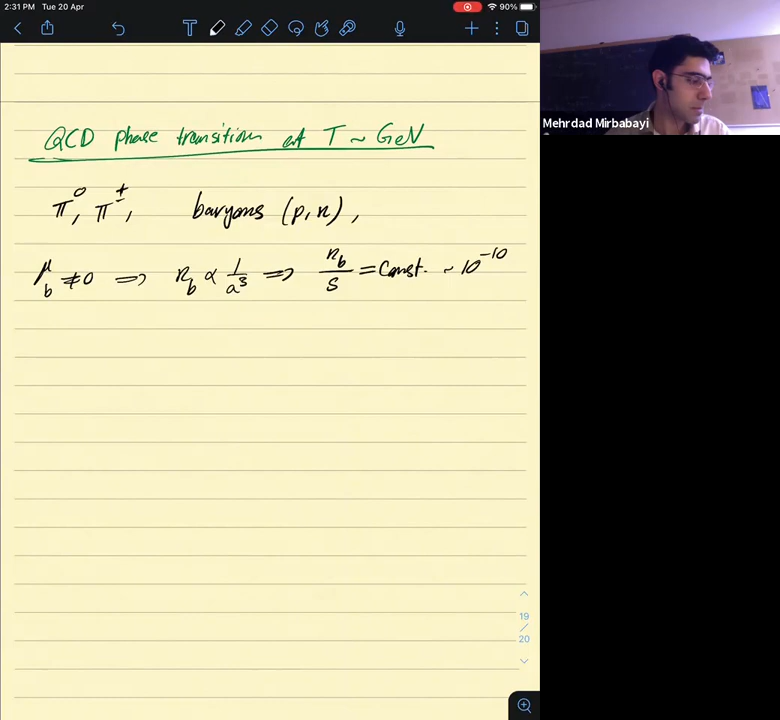 2:31 PM Tue 20 Apr
90%
Mehrdad Mirbabayi
QCD phase transition at T ~ GeV
π⁰, π±, baryons (p, n),
μ_b ≠ 0 ⟹ n_b ∝ 1/a³ ⟹ n_b/s = Const. ~ 10⁻¹⁰
19
/
20